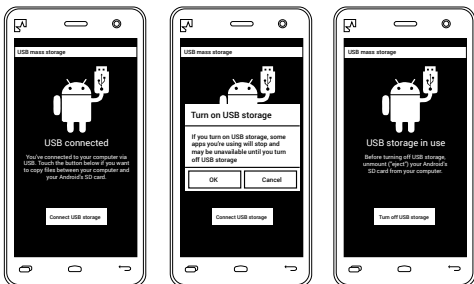 USB mass storage
USB connected
You've connected to your computer via
USB. Touch the button below if you want
to copy files between your computer and
your Android's SD card.
Connect USB storage
USB mass storage
Turn on USB
storage
If you turn on USB storage, some
apps you're using will stop and
may be unavailable until you turn
off USB storage
OK
Cancel
Connect USB storage
USB mass storage
USB storage in use
Before turning off USB storage,
unmount ("eject") your Android's
SD card from your computer.
Turn off USB storage